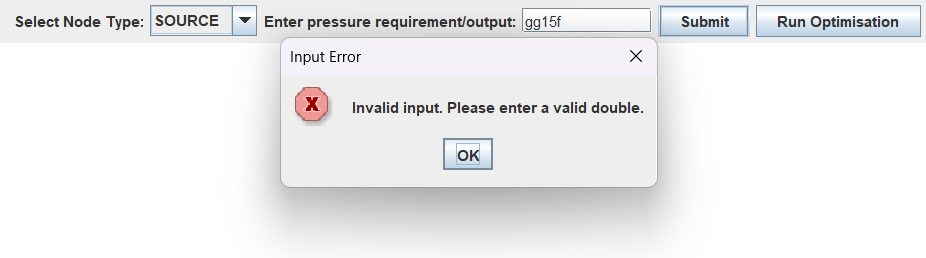 Select Node Type: SOURCE Enter pressure requirement/output: gg15f Submit Run Optimisation
Input Error
X Invalid input. Please enter a valid double.
OK